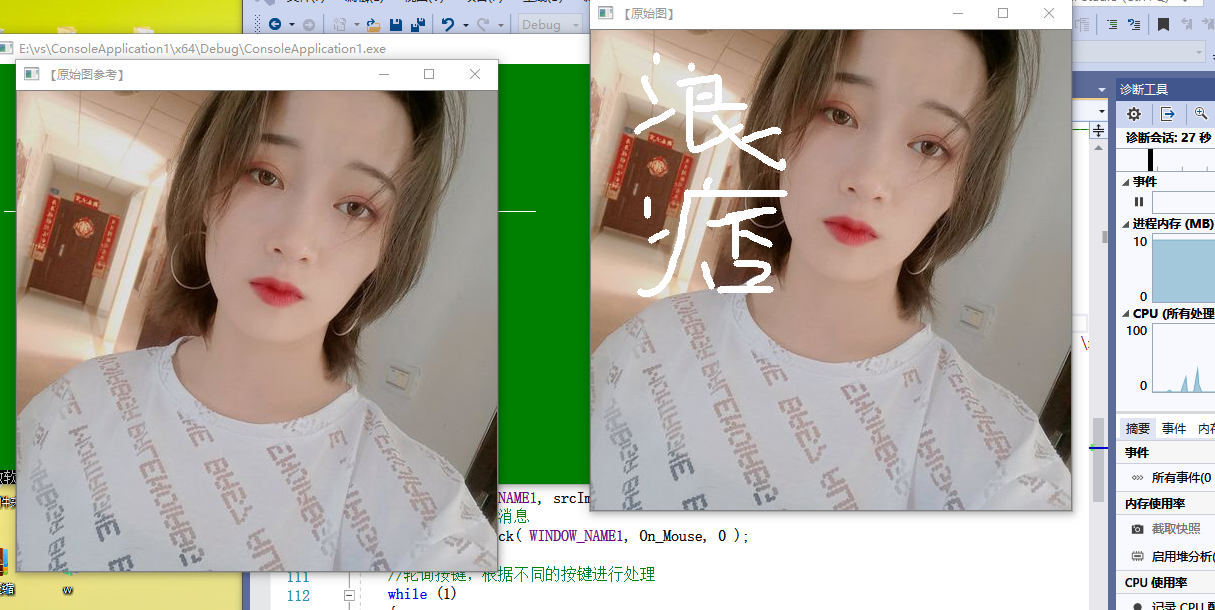 Debug
E:\vs\ConsoleApplication1\x64\Debug\ConsoleApplication1.exe
【原始图参考】
【原始图】
浪
店
诊断工具
诊断会话: 27 秒
事件
进程内存 (MB)
10
0
CPU (所有处理
100
0
摘要 事件 内存
事件
所有事件(0
内存使用率
截取快照
启用堆分析(
CPU 使用率
记录 CPU
NAME1, srcIm
消息
ck( WINDOW_NAME1, On_Mouse, 0 );
111 //轮询按键，根据不同的按键进行处理
112 while (1)
w